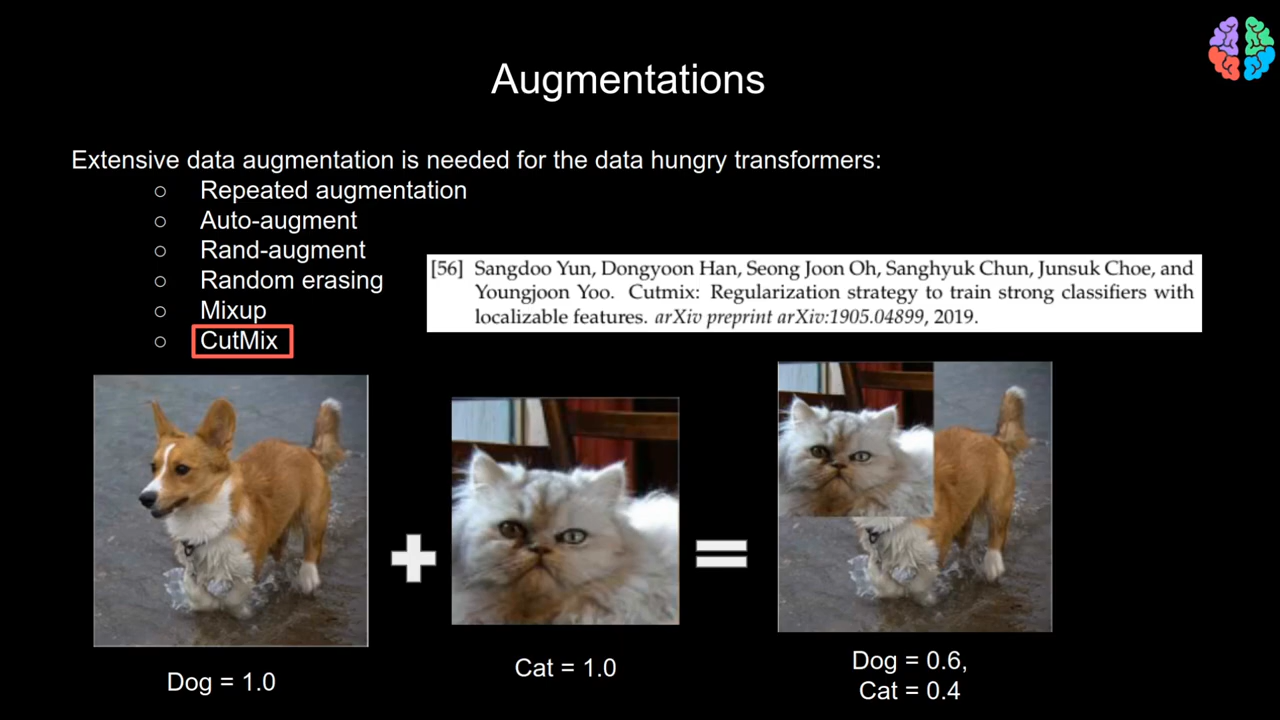 Augmentations
Extensive data augmentation is needed for the data hungry transformers:
○ Repeated augmentation
○ Auto-augment
○ Rand-augment
○ Random erasing
○ Mixup
○ CutMix
[56] Sangdoo Yun, Dongyoon Han, Seong Joon Oh, Sanghyuk Chun, Junsuk Choe, and
Youngjoon Yoo. Cutmix: Regularization strategy to train strong classifiers with
localizable features. arXiv preprint arXiv:1905.04899, 2019.
Dog = 1.0
Cat = 1.0
Dog = 0.6,
Cat = 0.4